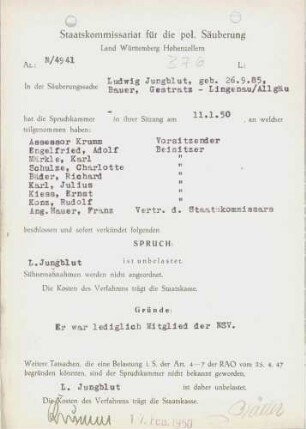 Staatskommissariat für die pol. Säuberung
Land Württemberg Hohenzollern
Az.: N/4941 376 L:
Ludwig Jungblut, geb. 26.9.85,
In der Säuberungssache Bauer, Gestratz - Lingenau/Allgäu
hat die Spruchkammer - in ihrer Sitzung am 11.1.50 , an welcher
teilgenommen haben:
Assessor Krumm Vorsitzender
Engelfried, Adolf Beisitzer
Märkle, Karl "
Schulze, Charlotte "
Bäder, Richard "
Karl, Julius "
Kiess, Ernst "
Konz, Rudolf "
Ang. Hauer, Franz Vertr. d. Staatskommissars
beschlossen und sofort verkündet folgenden
SPRUCH:
L. Jungblut ist unbelastet.
Sühnemaßnahmen werden nicht angeordnet.
Die Kosten des Verfahrens trägt die Staatskasse.
Gründe:
Er war lediglich Mitglied der NSV.
Weitere Tatsachen, die eine Belastung i. S. der Art. 4-7 der RAO vom 25. 4. 47
begründen könnten, sind der Spruchkammer nicht bekannt geworden.
L. Jungblut ist daher unbelastet.
Die Kosten des Verfahrens trägt die Staatskasse.
Krumm 17. FEB. 1950